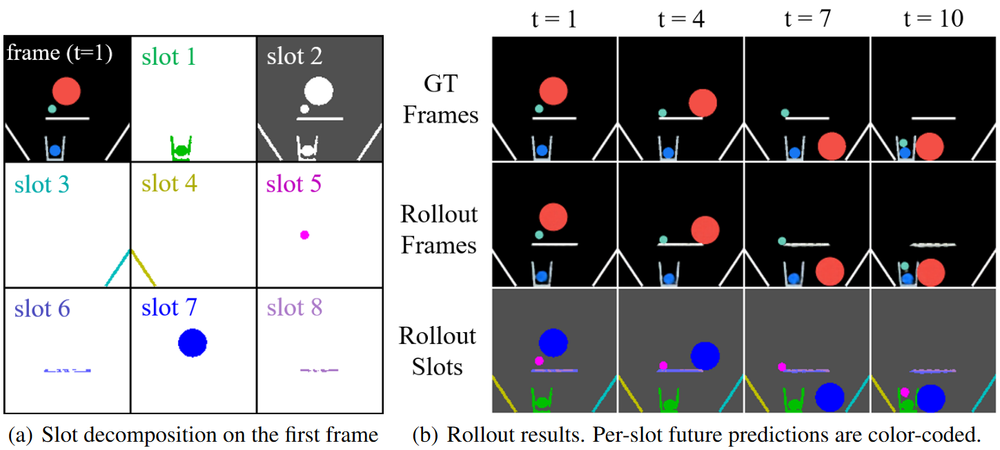 frame (t=1)
slot 1
slot 2
slot 3
slot 4
slot 5
slot 6
slot 7
slot 8
(a) Slot decomposition on the first frame
t = 1
t = 4
t = 7
t = 10
GT
Frames
Rollout
Frames
Rollout
Slots
(b) Rollout results. Per-slot future predictions are color-coded.